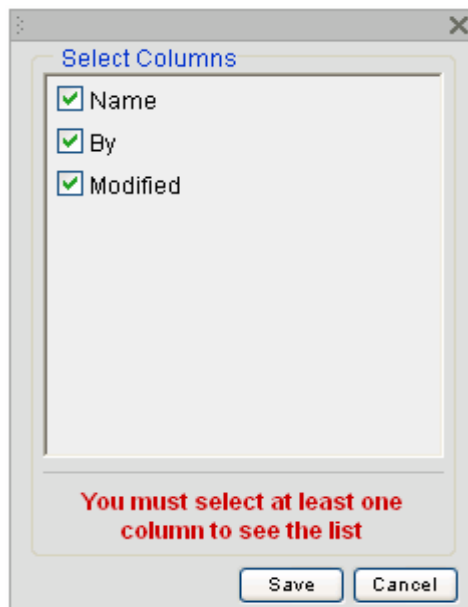 Select Columns
Name
By
Modified
You must select at least one
column to see the list
Save Cancel